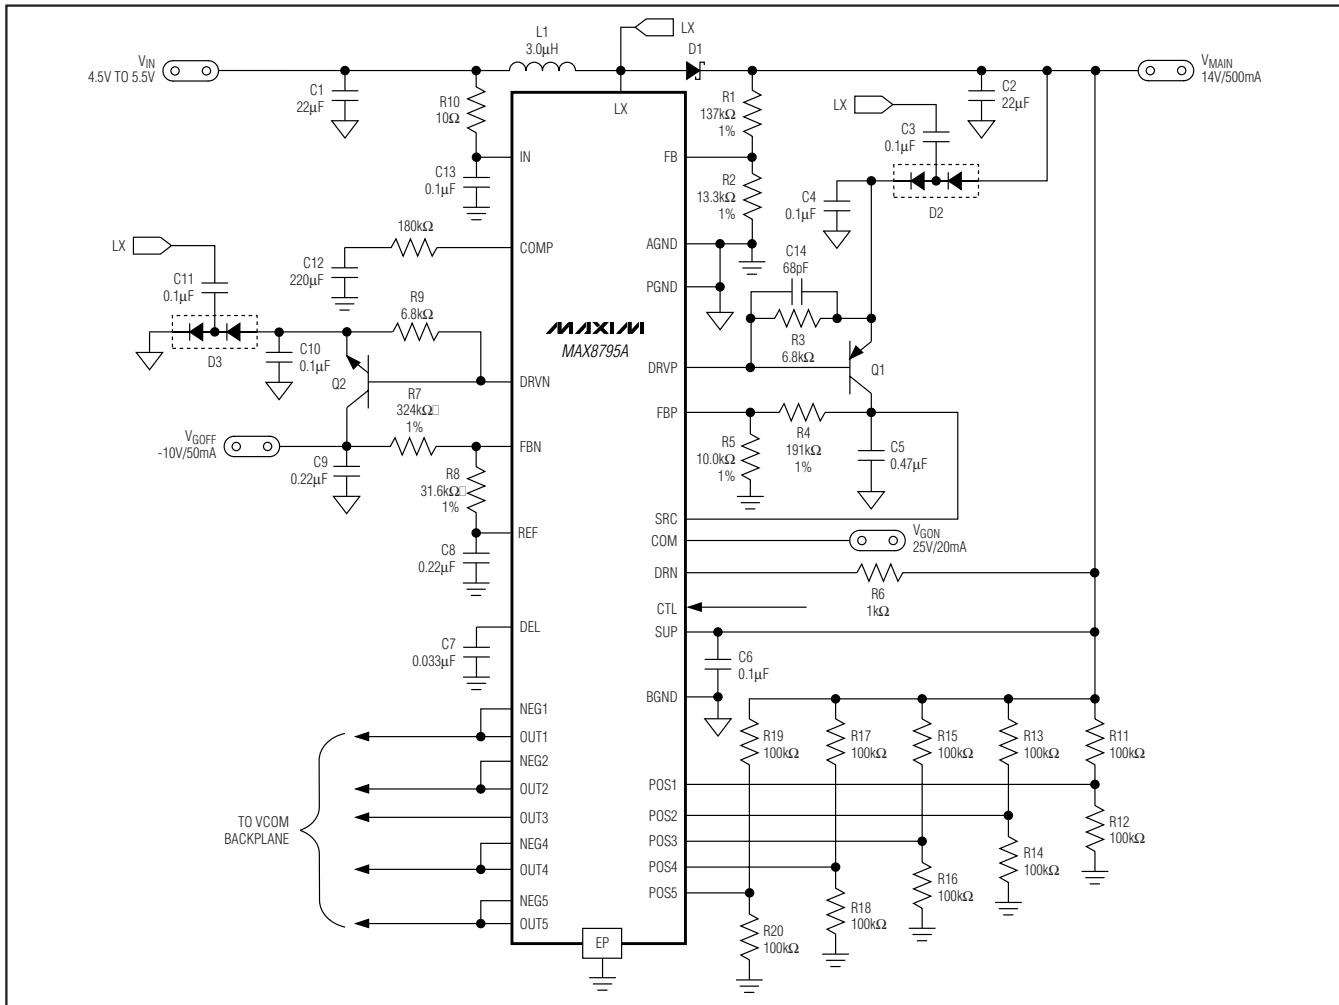 VIN
4.5V TO 5.5V
L1
3.0µH
LX
D1
VMAIN
14V/500mA
C1
22µF
R10
10Ω
LX
R1
137kΩ
1%
LX
C2
22µF
C3
0.1µF
IN
FB
C13
0.1µF
R2
13.3kΩ
1%
C4
0.1µF
D2
180kΩ
COMP
AGND
LX
C12
220µF
C14
68pF
C11
0.1µF
PGND
R9
6.8kΩ
MAXIM
MAX8795A
R3
6.8kΩ
D3
C10
0.1µF
Q2
DRVN
DRVP
Q1
R7
324kΩ□
1%
FBP
VGOFF
-10V/50mA
FBN
R5
10.0kΩ
1%
R4
191kΩ
1%
C5
0.47µF
C9
0.22µF
R8
31.6kΩ□
1%
SRC
REF
COM
VGON
25V/20mA
C8
0.22µF
DRN
R6
1kΩ
CTL
DEL
SUP
C7
0.033µF
C6
0.1µF
BGND
NEG1
OUT1
R19
100kΩ
R17
100kΩ
R15
100kΩ
R13
100kΩ
R11
100kΩ
NEG2
OUT2
POS1
OUT3
POS2
R12
100kΩ
TO VCOM
BACKPLANE
NEG4
POS3
OUT4
POS4
R14
100kΩ
R16
100kΩ
NEG5
POS5
OUT5
R18
100kΩ
R20
100kΩ
EP